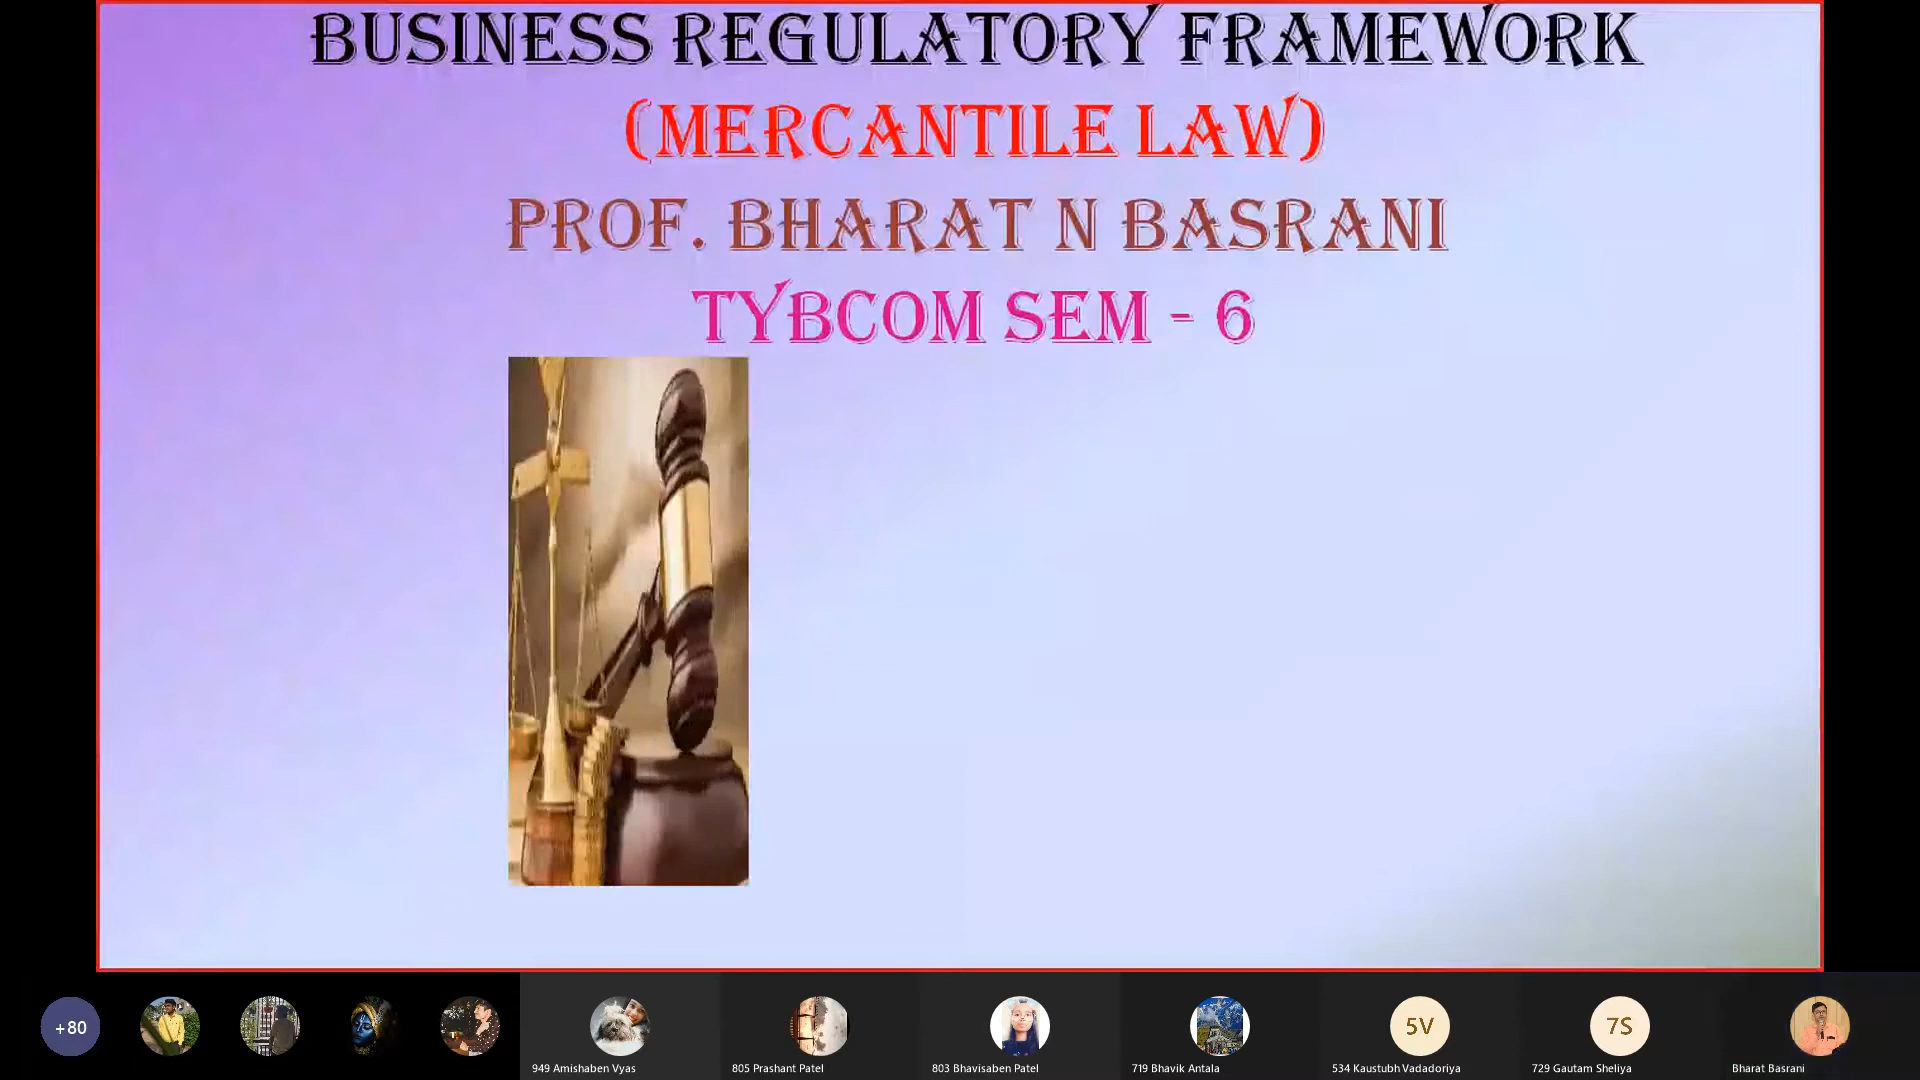 BUSINESS REGULATORY FRAMEWORK
(MERCANTILE LAW)
PROF. BHARAT N BASRANI
TYBCOM SEM - 6
+80
5V
7S
949 Amishaben Vyas
805 Prashant Patel
803 Bhavisaben Patel
719 Bhavik Antala
534 Kaustubh Vadadoriya
729 Gautam Sheliya
Bharat Basrani